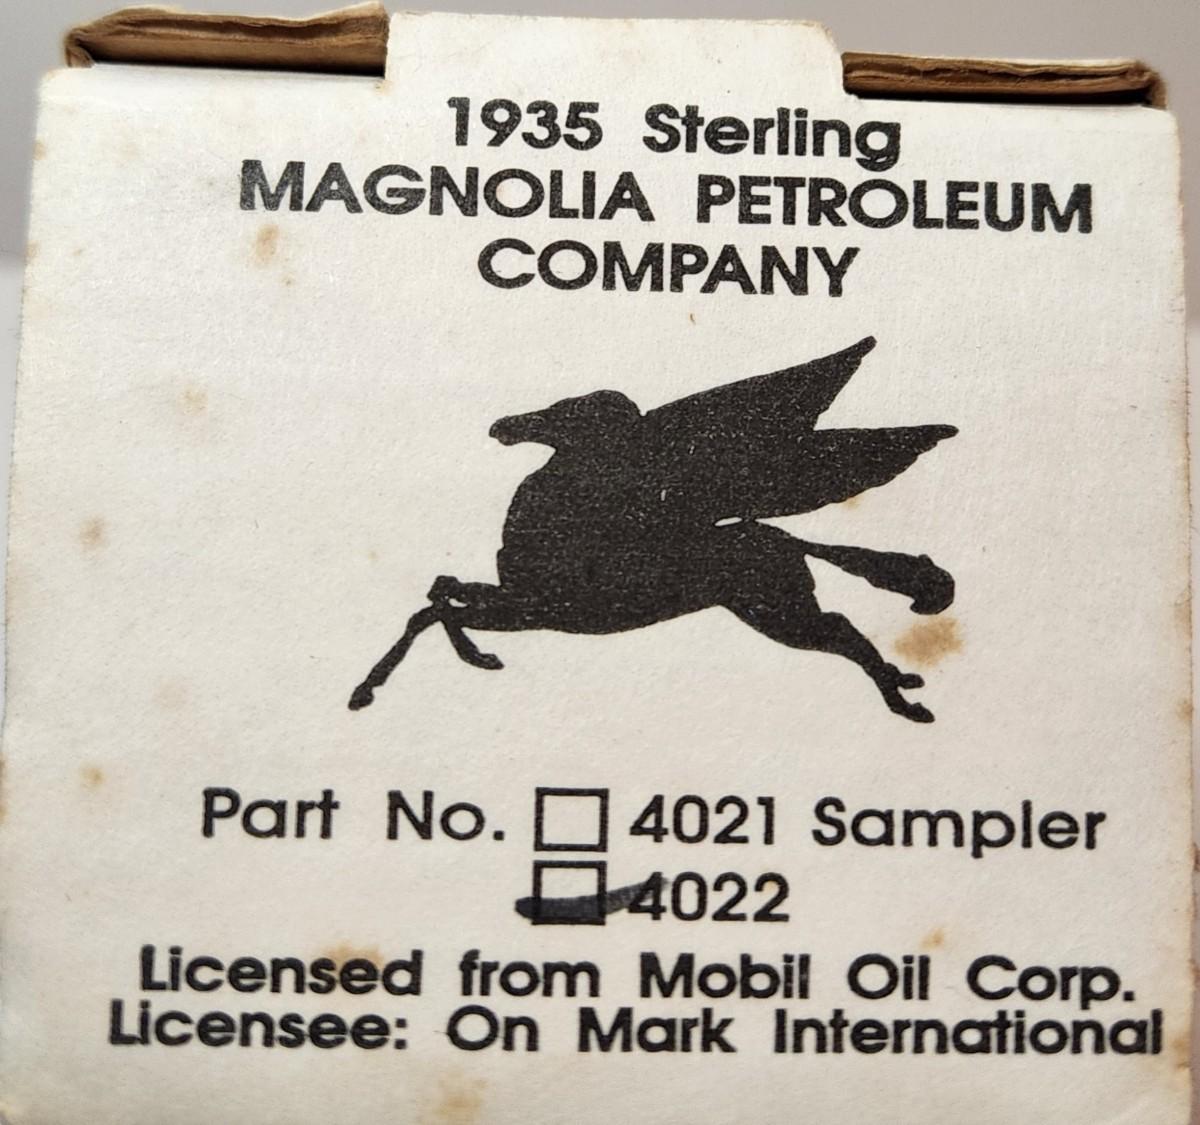 1935 Sterling
MAGNOLIA PETROLEUM
COMPANY
Part No. ☐ 4021 Sampler
☐ 4022
Licensed from Mobil Oil Corp.
Licensee: On Mark International